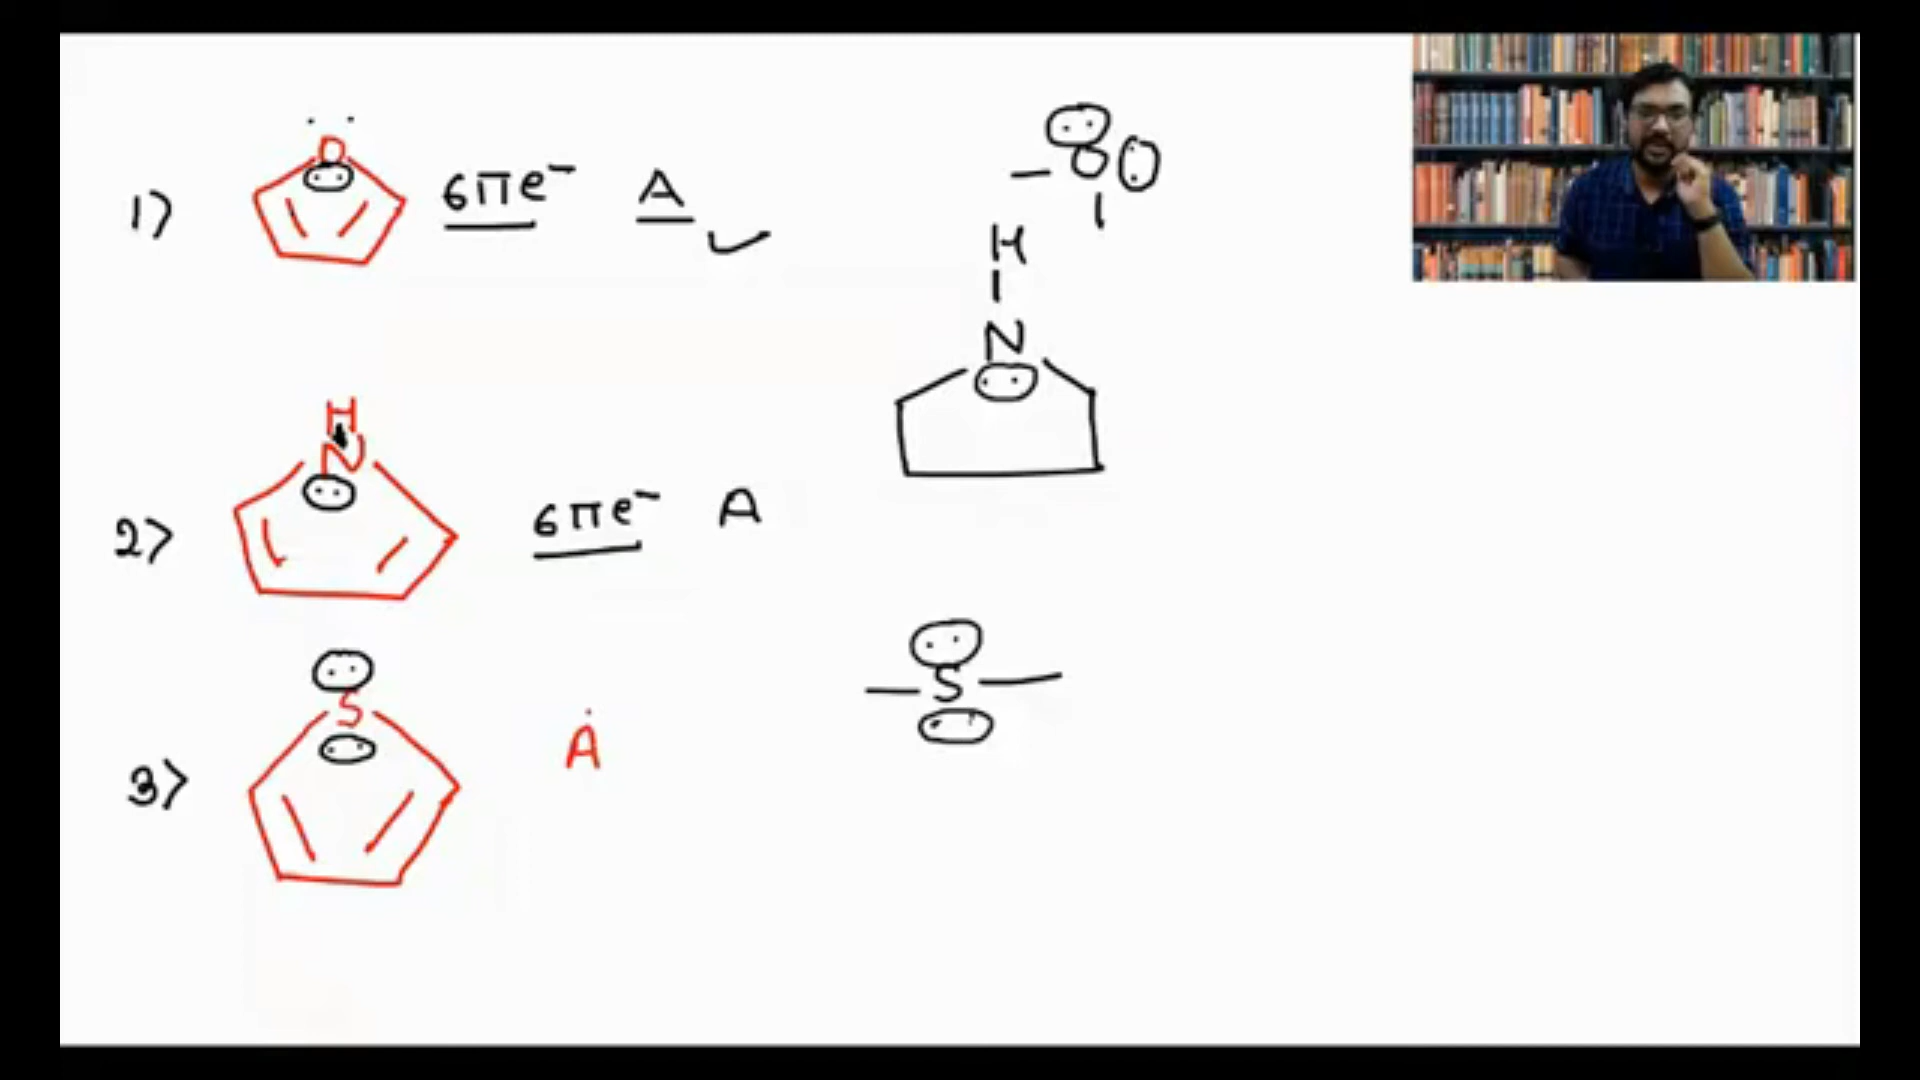 1) O 6πe⁻ A
O
H
N
2) H
N
6πe⁻ A
3) S A
S